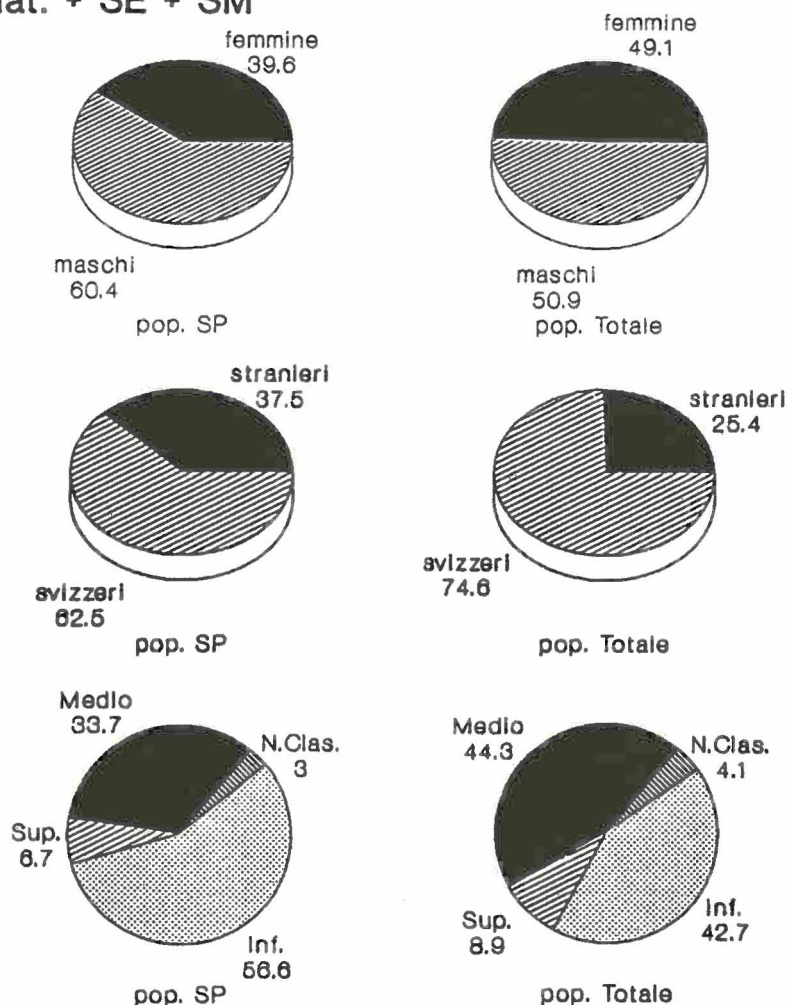 + SE + SM
femmine
39.6
maschi
60.4
pop. SP
femmine
49.1
maschi
50.9
pop. Totale
stranieri
37.5
svizzeri
62.5
pop. SP
stranieri
25.4
svizzeri
74.6
pop. Totale
Medio
33.7
N.Clas.
3
Sup.
6.7
Inf.
56.6
pop. SP
Medio
44.3
N.Clas.
4.1
Sup.
8.9
Inf.
42.7
pop. Totale